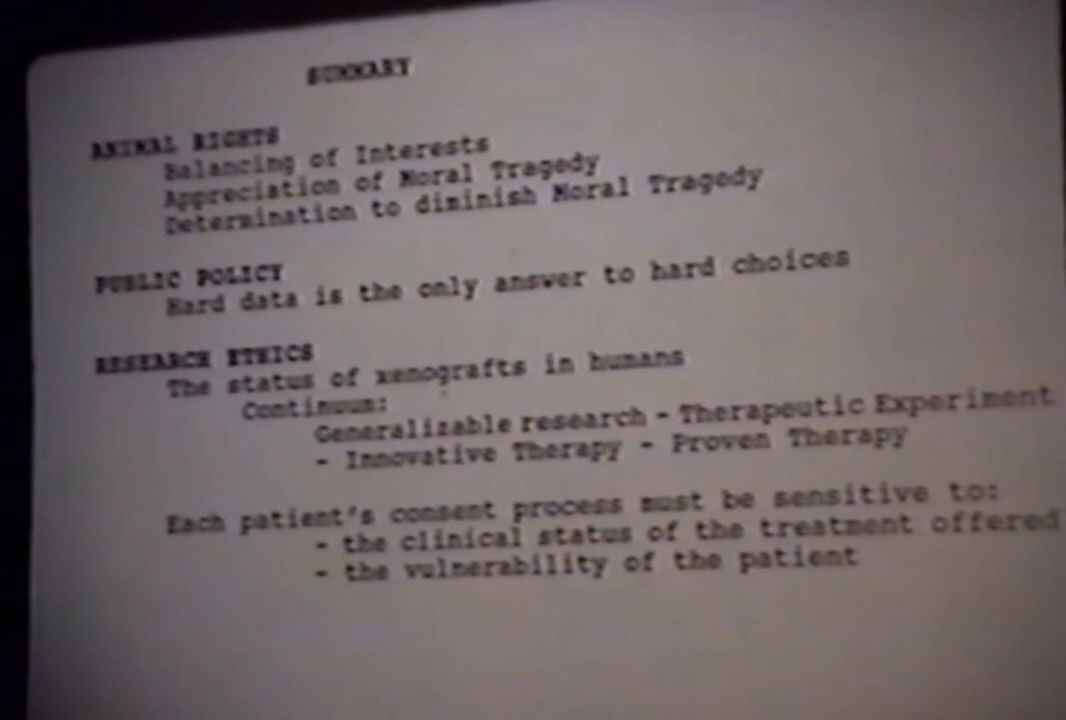 SUMMARY
ANIMAL RIGHTS
Balancing of Interests
Appreciation of Moral Tragedy
Determination to diminish Moral Tragedy
PUBLIC POLICY
Hard data is the only answer to hard choices
RESEARCH ETHICS
The status of xenografts in humans
Continuum:
Generalizable research - Therapeutic Experiment
- Innovative Therapy - Proven Therapy
Each patient's consent process must be sensitive to:
- the clinical status of the treatment offered
- the vulnerability of the patient